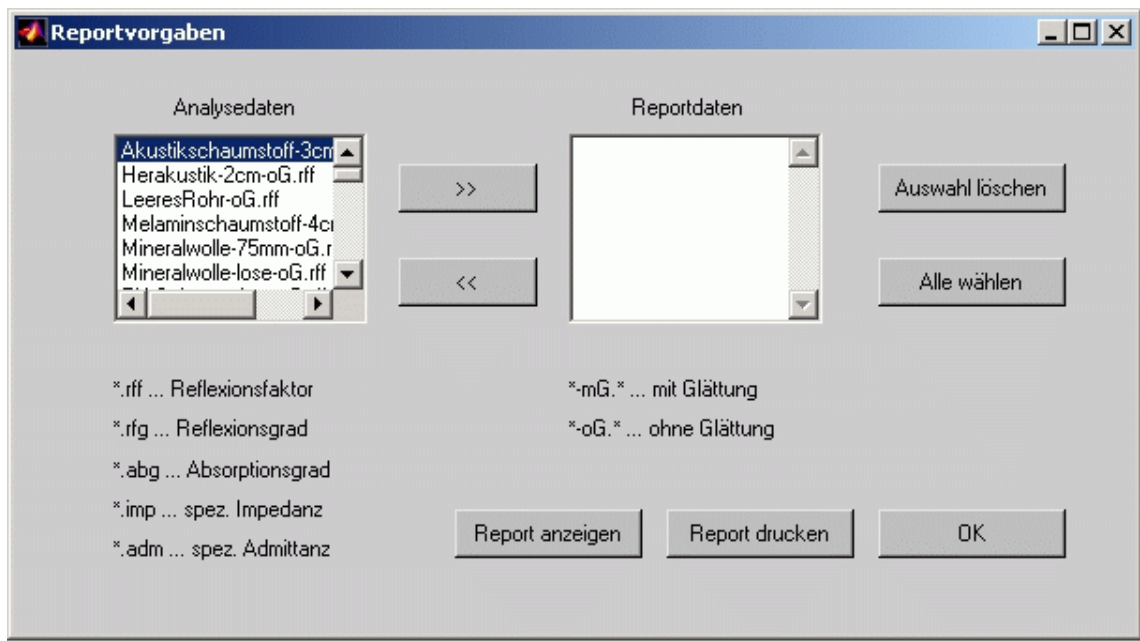 Reportvorgaben
Analysedaten
Reportdaten
Akustikschaumstoff-3cm
Herakustik-2cm-oG.rff
LeeresRohr-oG.rff
Melaminschaumstoff-4c
Mineralwolle-75mm-oG.r
Mineralwolle-lose-oG.rff
>>
<<
Auswahl löschen
Alle wählen
*.rff ... Reflexionsfaktor
*.rfg ... Reflexionsgrad
*.abg ... Absorptionsgrad
*.imp ... spez. Impedanz
*.adm ... spez. Admittanz
*-mG.* ... mit Glättung
*-oG.* ... ohne Glättung
Report anzeigen
Report drucken
OK